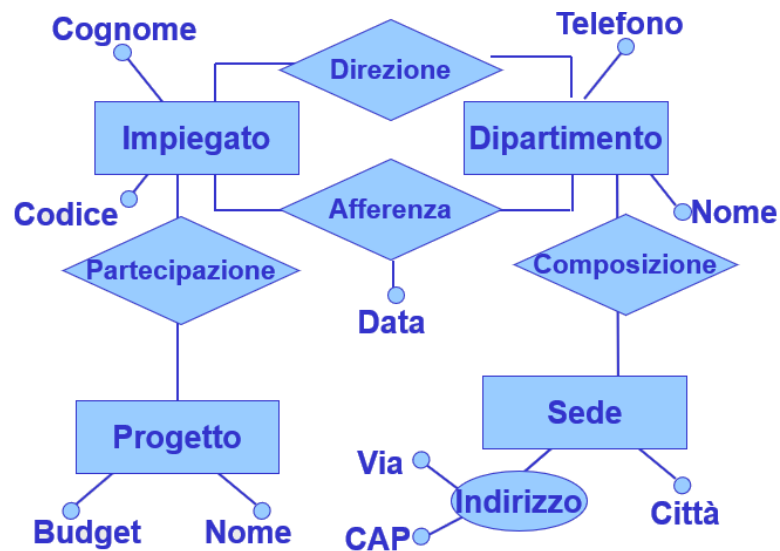 Cognome
Telefono
Direzione
Impiegato
Dipartimento
Codice
Afferenza
Nome
Partecipazione
Composizione
Data
Progetto
Sede
Via
Indirizzo
Budget
Nome
CAP
Città